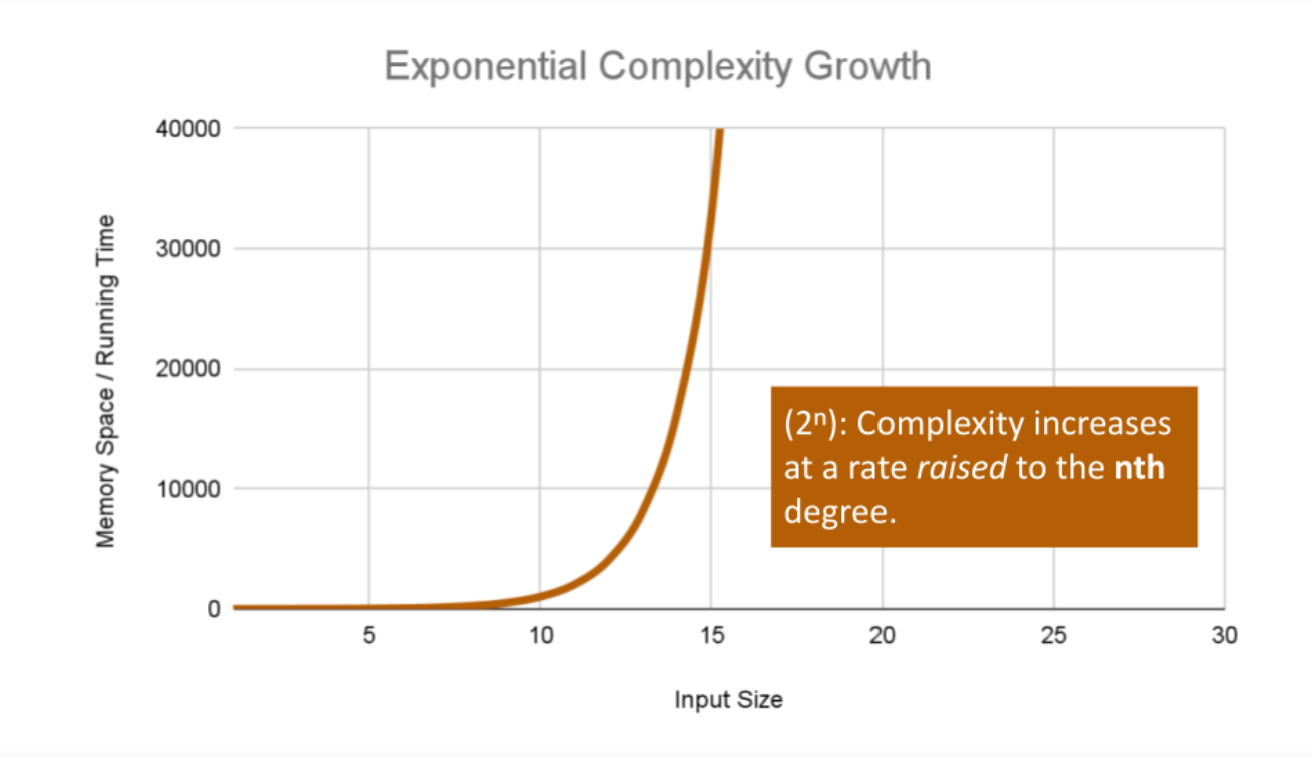 Exponential Complexity Growth
40000
30000
20000
10000
0
Memory Space / Running Time
(2ⁿ): Complexity increases
at a rate raised to the nth
degree.
5 10 15 20 25 30
Input Size